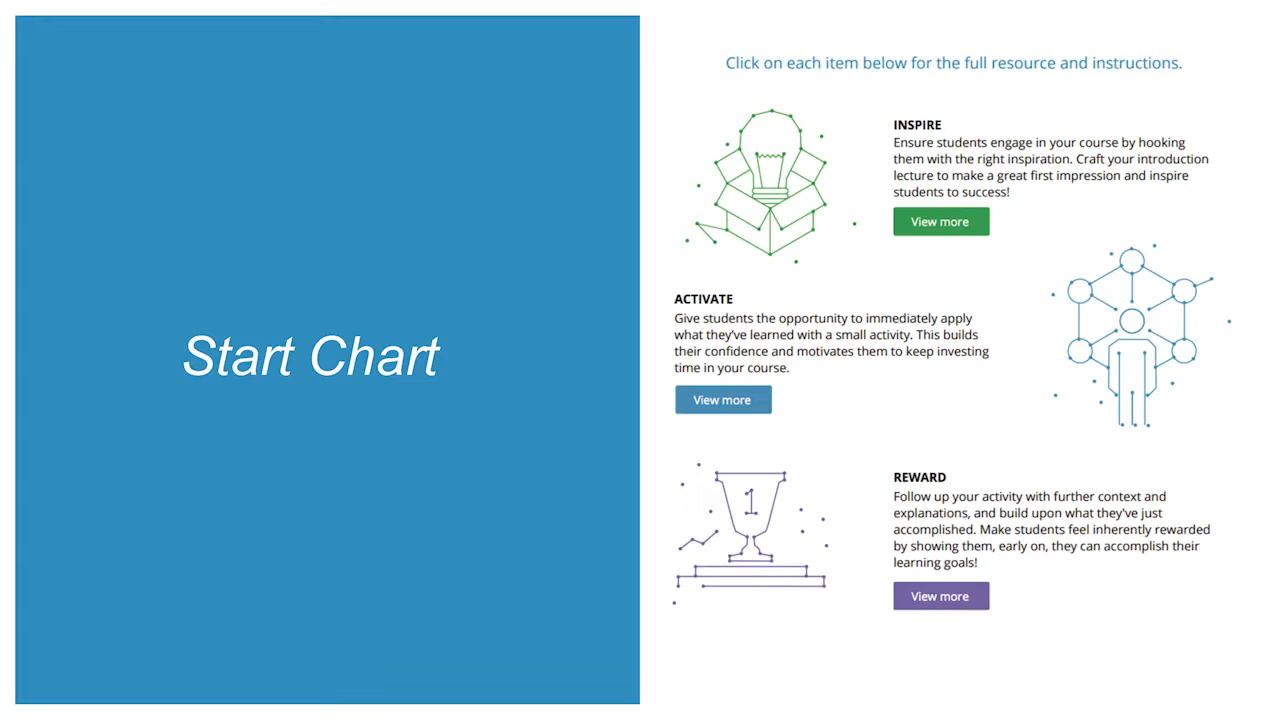 Start Chart
Click on each item below for the full resource and instructions.
INSPIRE
Ensure students engage in your course by hooking
them with the right inspiration. Craft your introduction
lecture to make a great first impression and inspire
students to success!
View more
ACTIVATE
Give students the opportunity to immediately apply
what they’ve learned with a small activity. This builds
their confidence and motivates them to keep investing
time in your course.
View more
1
REWARD
Follow up your activity with further context and
explanations, and build upon what they've just
accomplished. Make students feel inherently rewarded
by showing them, early on, they can accomplish their
learning goals!
View more